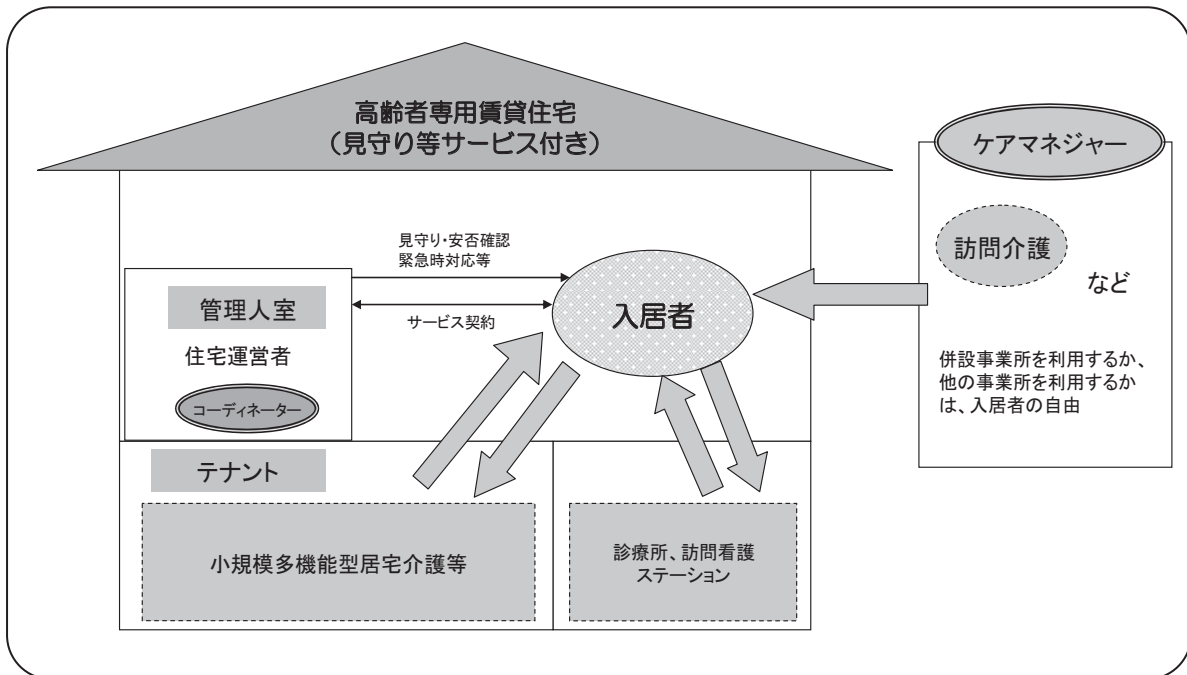 高齢者専用賃貸住宅
(見守り等サービス付き)
見守り・安否確認
緊急時対応等
サービス契約
管理人室
住宅運営者
コーディネーター
入居者
テナント
小規模多機能型居宅介護等
診療所、訪問看護
ステーション
ケアマネジャー
訪問介護
など
併設事業所を利用するか、
他の事業所を利用するか
は、入居者の自由